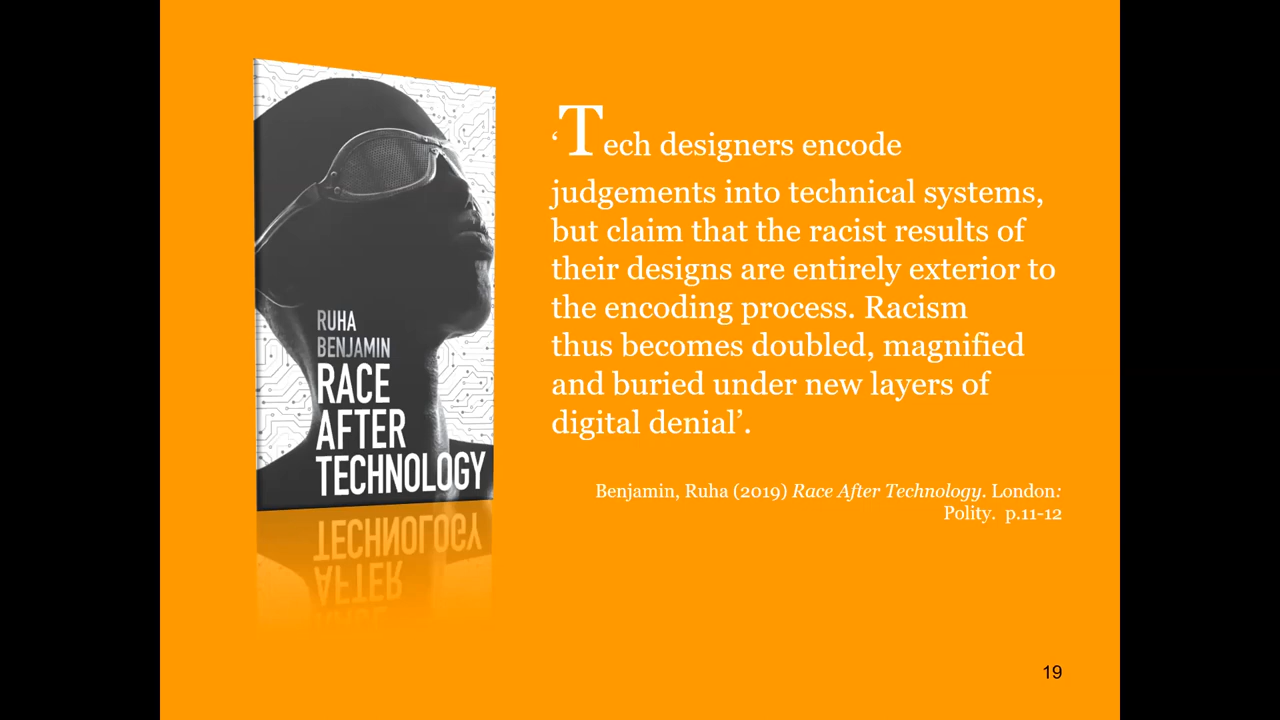 RUHA
BENJAMIN
RACE
AFTER
TECHNOLOGY
‘Tech designers encode
judgements into technical systems,
but claim that the racist results of
their designs are entirely exterior to
the encoding process. Racism
thus becomes doubled, magnified
and buried under new layers of
digital denial’.
Benjamin, Ruha (2019) Race After Technology. London:
Polity. p.11-12
19